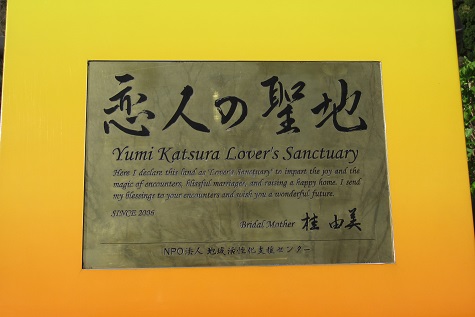 恋人の聖地
Yumi Katsura Lover's Sanctuary
Here I declare this land as 'Lover's Sanctuary' to impart the joy and the
magic of encounters, blissful marriages, and raising a happy home. I send
my blessings to your encounters and wish you a wonderful future.
SINCE 2006
Bridal Mother 桂 由美
NPO法人 地域活性化支援センター